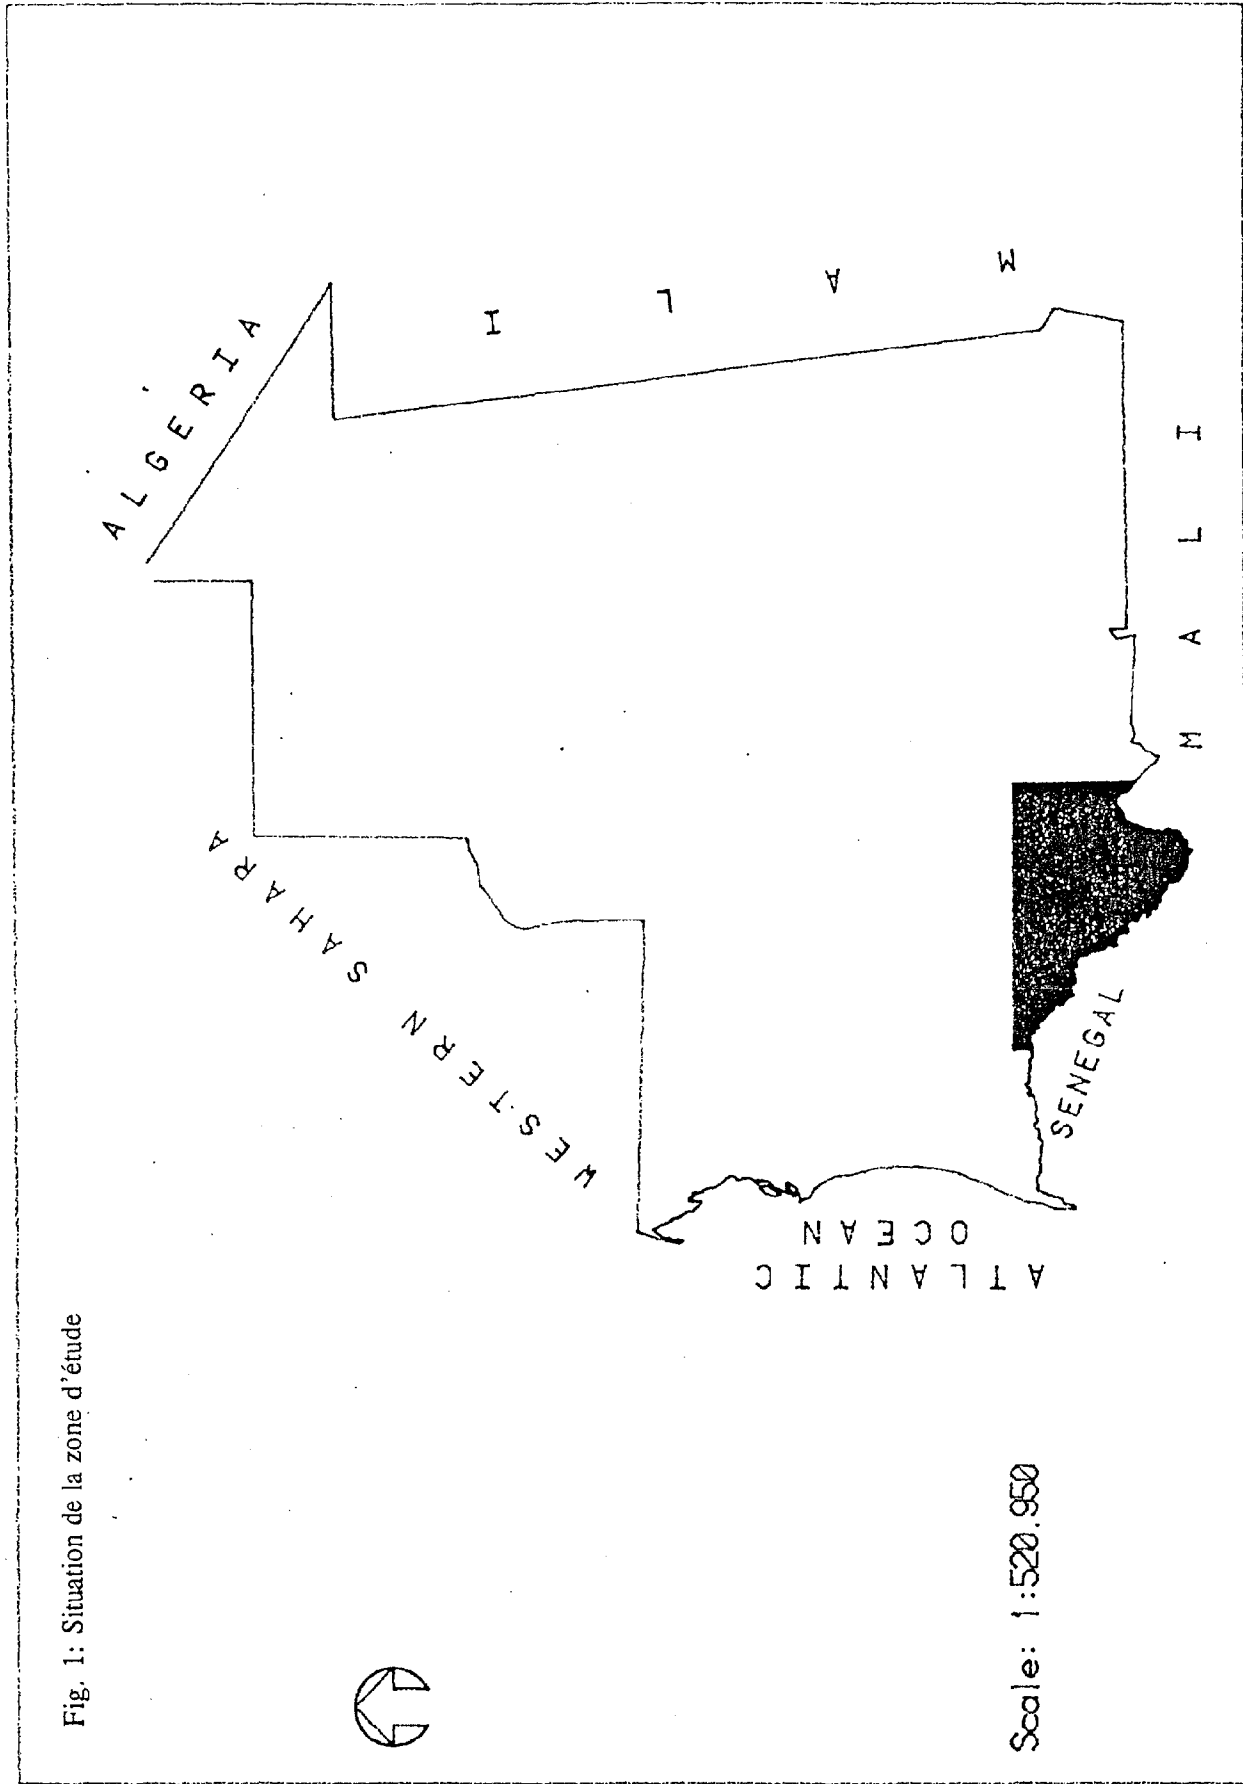 Fig. 1: Situation de la zone d'étude
ALGERIA
MALI
WESTERN SAHARA
ATLANTIC
OCEAN
SENEGAL
MALI
Scale: 1:520.950